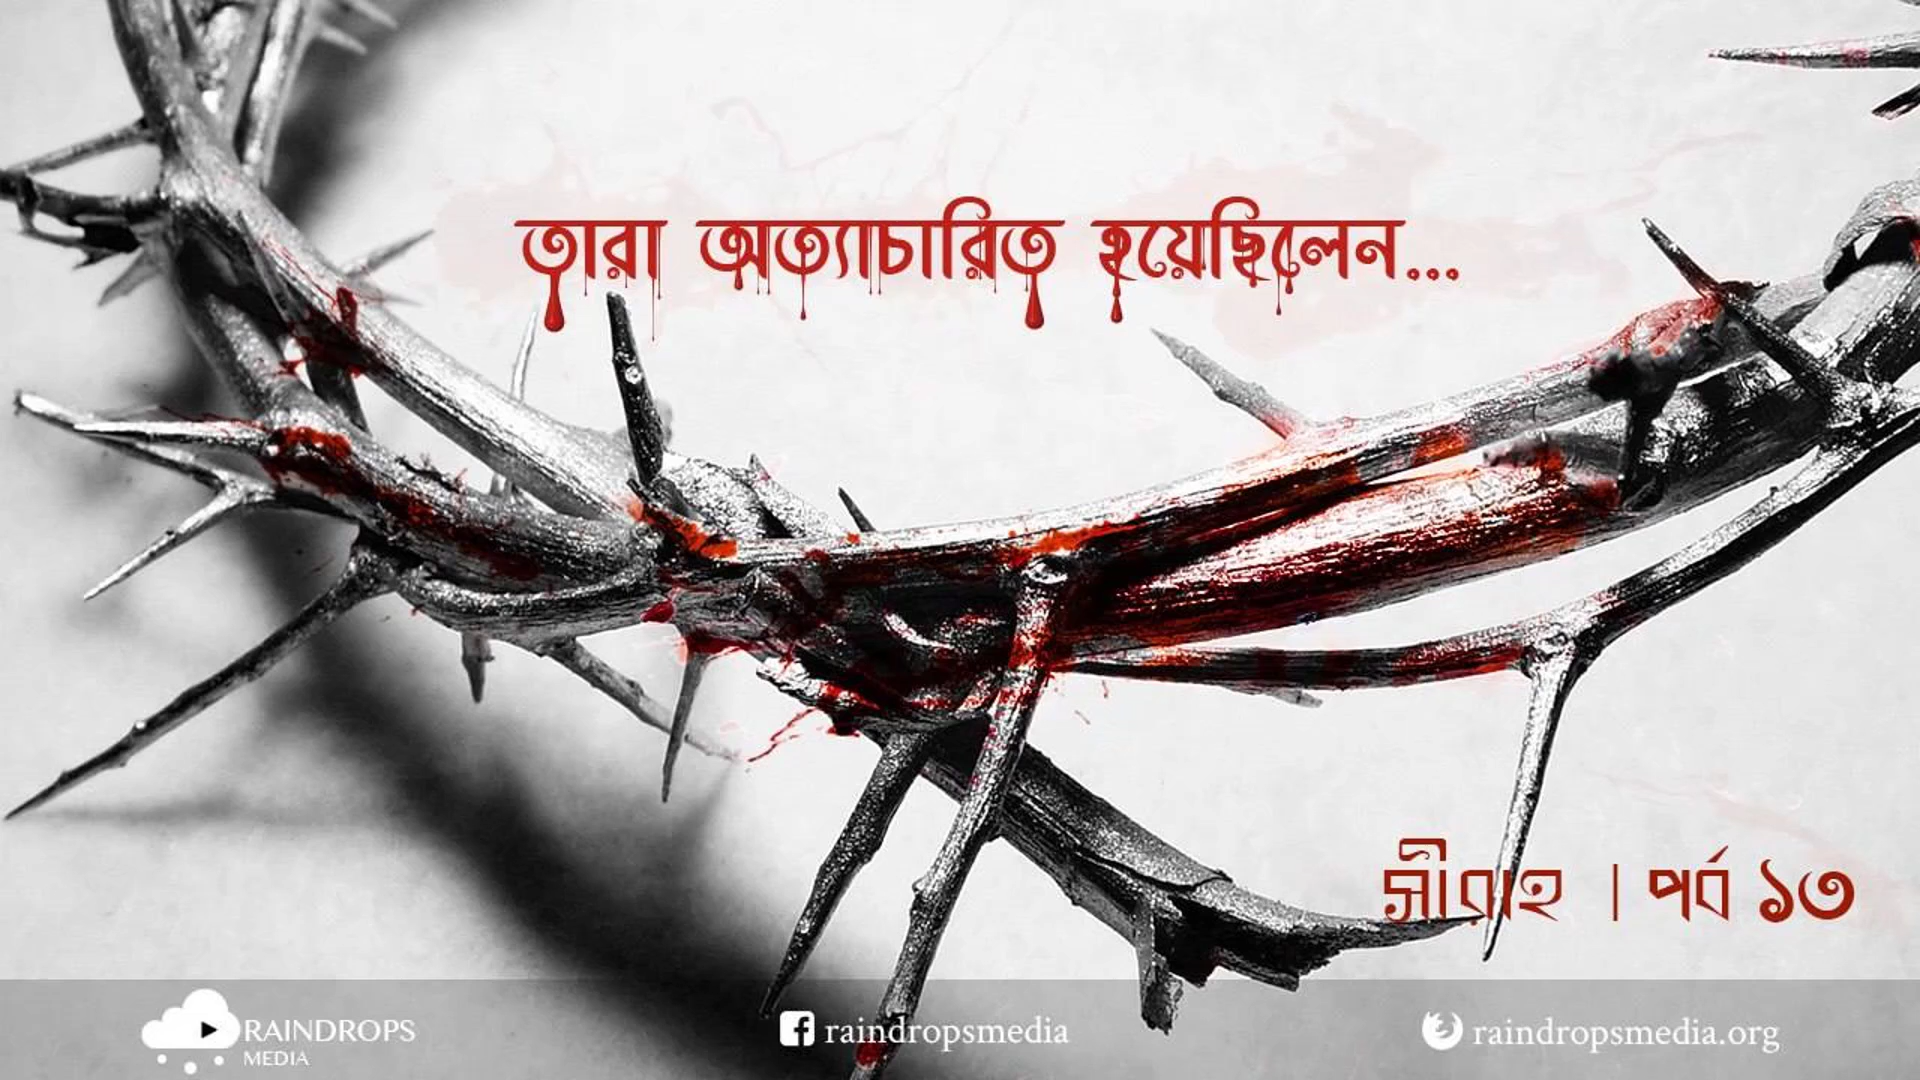 তারা অত্যাচারিত হয়েছিলেন...
সীরাহ | পর্ব ১৩
RAINDROPS
MEDIA
raindropsmedia
raindropsmedia.org